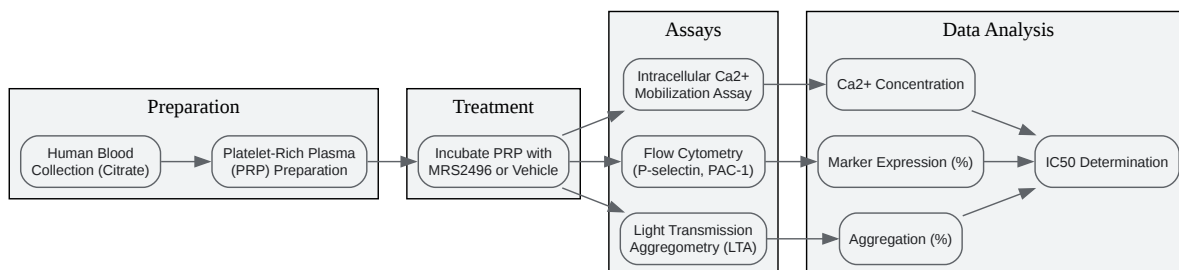 Preparation
Human Blood
Collection (Citrate)
Platelet-Rich Plasma
(PRP) Preparation
Treatment
Incubate PRP with
MRS2496 or Vehicle
Assays
Intracellular Ca2+
Mobilization Assay
Flow Cytometry
(P-selectin, PAC-1)
Light Transmission
Aggregometry (LTA)
Data Analysis
Ca2+ Concentration
Marker Expression (%)
Aggregation (%)
IC50 Determination